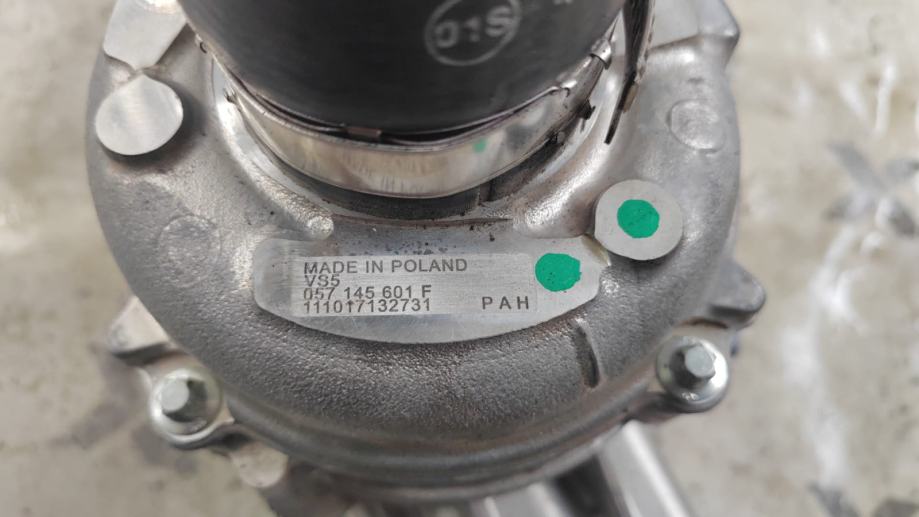 01S
MADE IN POLAND
VS5
057 145 601 F
111017132731 PAH